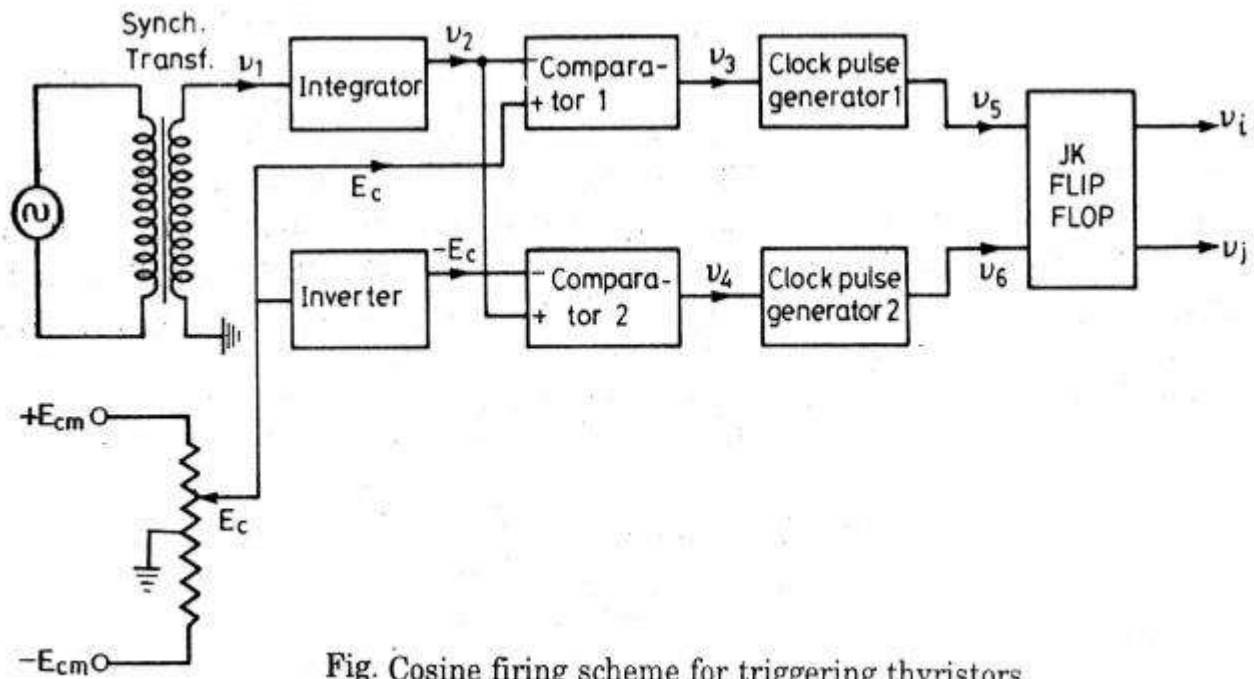 Synch.
Transf.
ν1
Integrator
ν2
−
+
Compara-
tor 1
ν3
Clock pulse
generator1
ν5
JK
FLIP
FLOP
νi
νj
Ec
Inverter
−Ec
−
+
Compara-
tor 2
ν4
Clock pulse
generator2
ν6
+Ecm
Ec
−Ecm
Fig. Cosine firing scheme for triggering thyristors